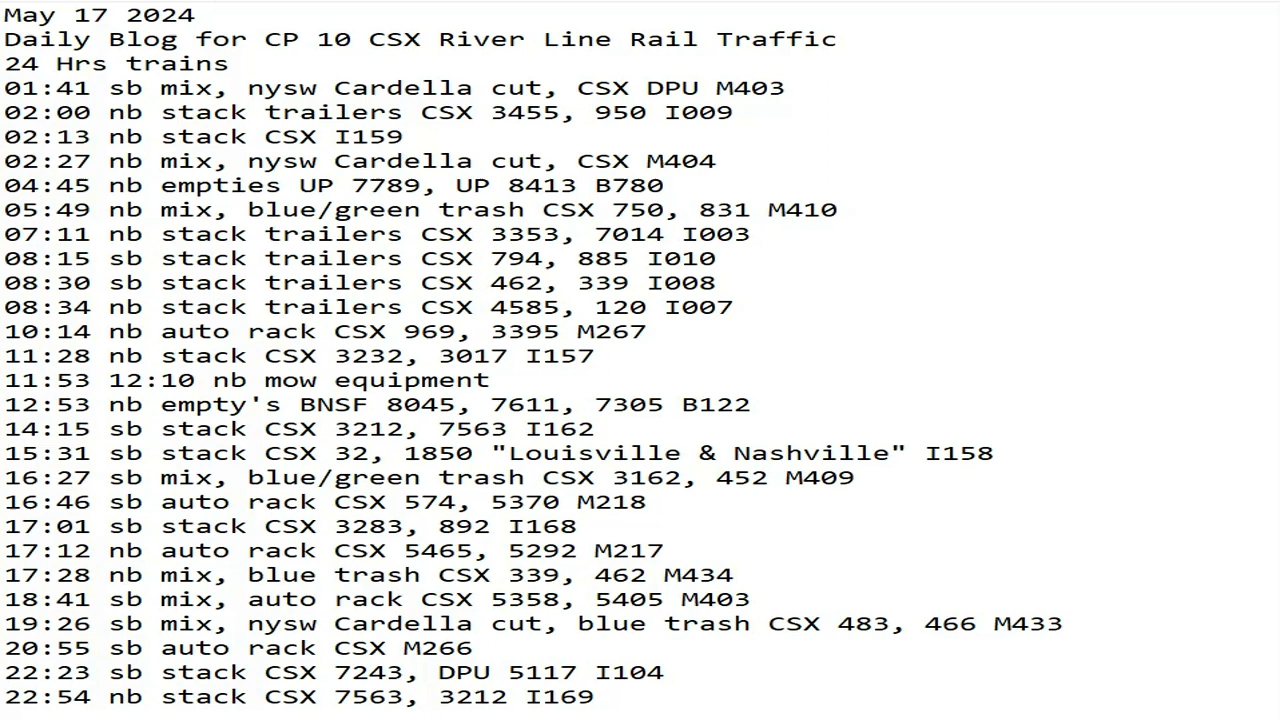 May 17 2024
Daily Blog for CP 10 CSX River Line Rail Traffic
24 Hrs trains
01:41 sb mix, nysw Cardella cut, CSX DPU M403
02:00 nb stack trailers CSX 3455, 950 I009
02:13 nb stack CSX I159
02:27 nb mix, nysw Cardella cut, CSX M404
04:45 nb empties UP 7789, UP 8413 B780
05:49 nb mix, blue/green trash CSX 750, 831 M410
07:11 nb stack trailers CSX 3353, 7014 I003
08:15 sb stack trailers CSX 794, 885 I010
08:30 sb stack trailers CSX 462, 339 I008
08:34 nb stack trailers CSX 4585, 120 I007
10:14 nb auto rack CSX 969, 3395 M267
11:28 nb stack CSX 3232, 3017 I157
11:53 12:10 nb mow equipment
12:53 nb empty's BNSF 8045, 7611, 7305 B122
14:15 sb stack CSX 3212, 7563 I162
15:31 sb stack CSX 32, 1850 "Louisville & Nashville" I158
16:27 sb mix, blue/green trash CSX 3162, 452 M409
16:46 sb auto rack CSX 574, 5370 M218
17:01 sb stack CSX 3283, 892 I168
17:12 nb auto rack CSX 5465, 5292 M217
17:28 nb mix, blue trash CSX 339, 462 M434
18:41 sb mix, auto rack CSX 5358, 5405 M403
19:26 sb mix, nysw Cardella cut, blue trash CSX 483, 466 M433
20:55 sb auto rack CSX M266
22:23 sb stack CSX 7243, DPU 5117 I104
22:54 nb stack CSX 7563, 3212 I169